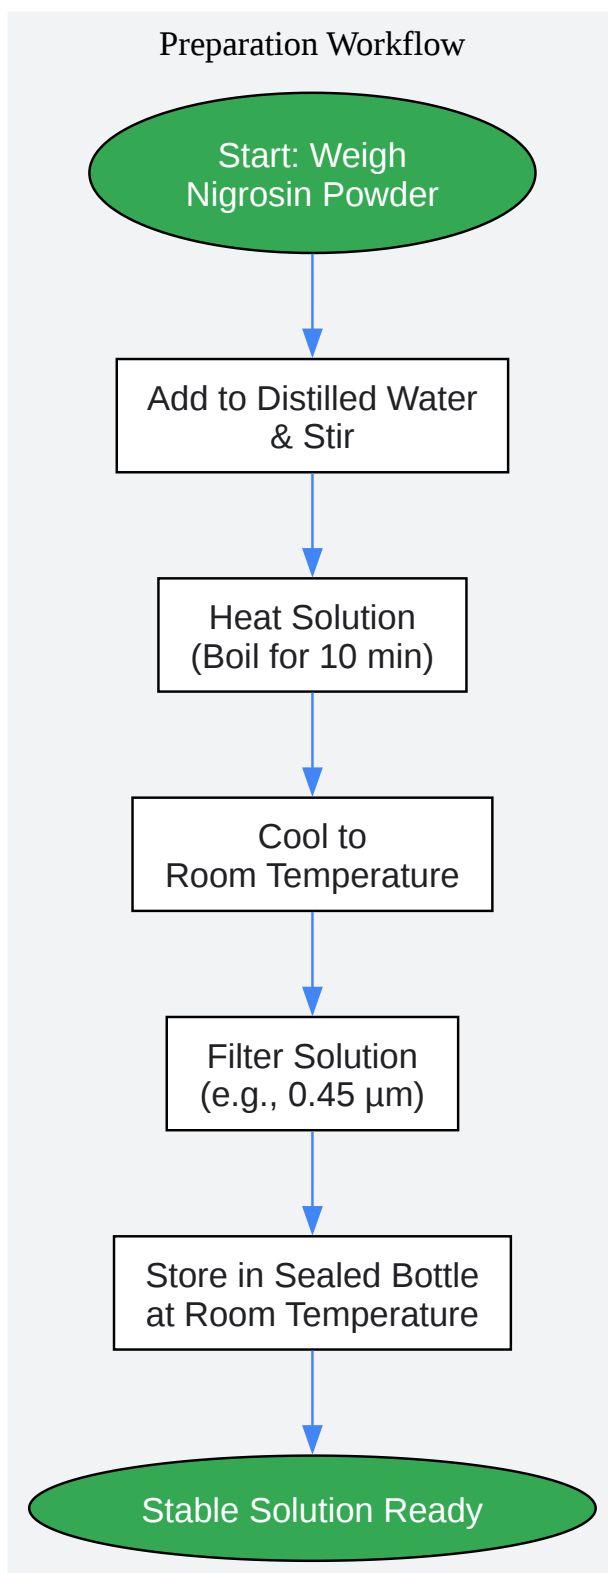 Preparation Workflow
Start: Weigh
Nigrosin Powder
Add to Distilled Water
& Stir
Heat Solution
(Boil for 10 min)
Cool to
Room Temperature
Filter Solution
(e.g., 0.45 µm)
Store in Sealed Bottle
at Room Temperature
Stable Solution Ready